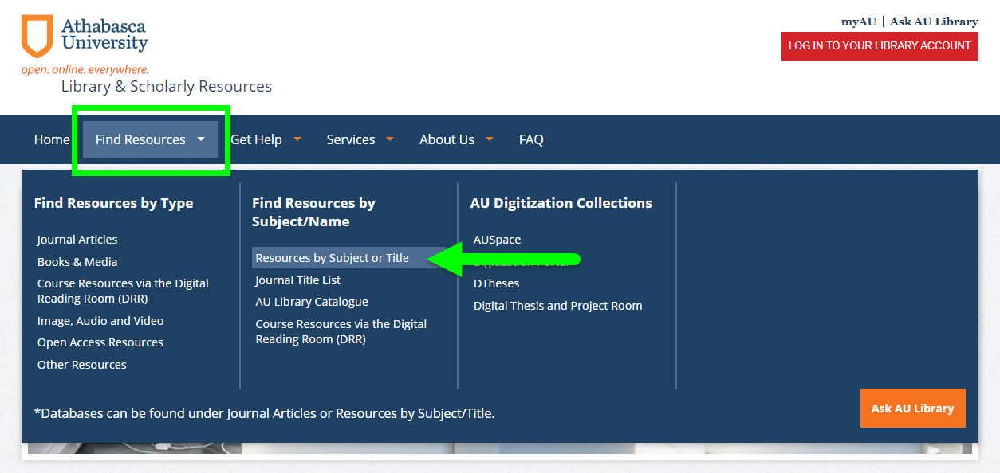 Athabasca
University
open. online. everywhere.
Library & Scholarly Resources
myAU | Ask AU Library
LOG IN TO YOUR LIBRARY ACCOUNT
Home Find Resources Get Help Services About Us FAQ
Find Resources by Type
Journal Articles
Books & Media
Course Resources via the Digital
Reading Room (DRR)
Image, Audio and Video
Open Access Resources
Other Resources
Find Resources by
Subject/Name
Resources by Subject or Title
Journal Title List
AU Library Catalogue
Course Resources via the Digital
Reading Room (DRR)
AU Digitization Collections
AUSpace
DTheses
Digital Thesis and Project Room
*Databases can be found under Journal Articles or Resources by Subject/Title.
Ask AU Library